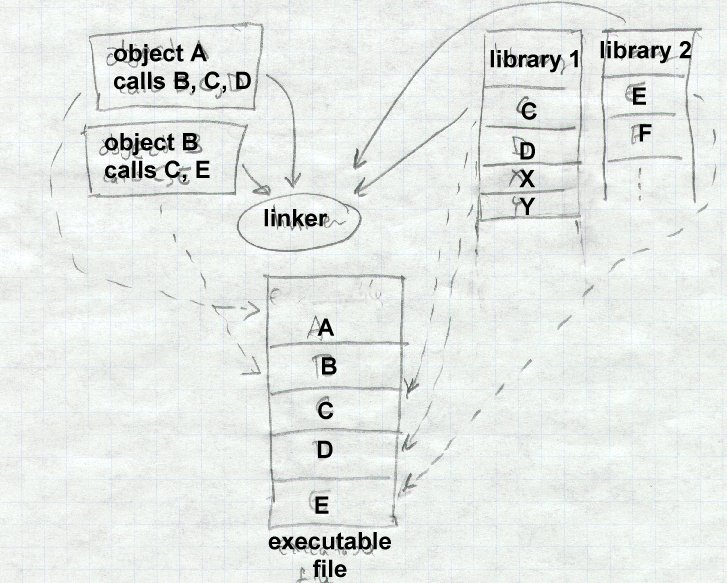 object A
calls B, C, D
object B
calls C, E
linker
library 1
C
D
X
Y
library 2
E
F
A
B
C
D
E
executable
file